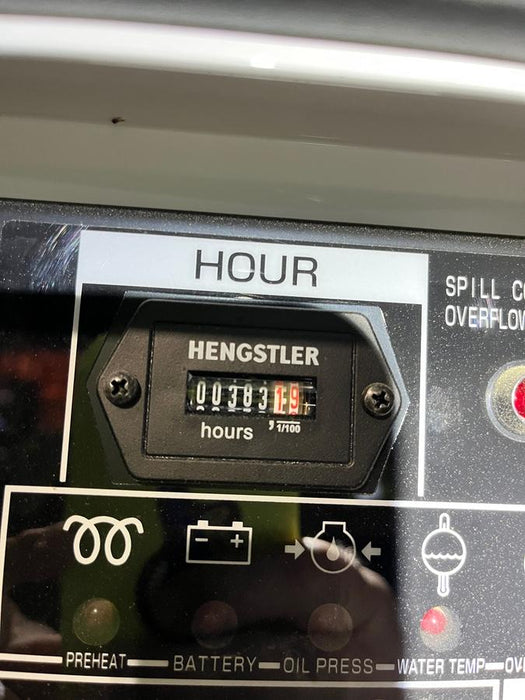 HOUR
SPILL
OVERFLOW
HENGSTLER
0038319
hours , 1/100
- +
PREHEAT BATTERY OIL PRESS WATER TEMP